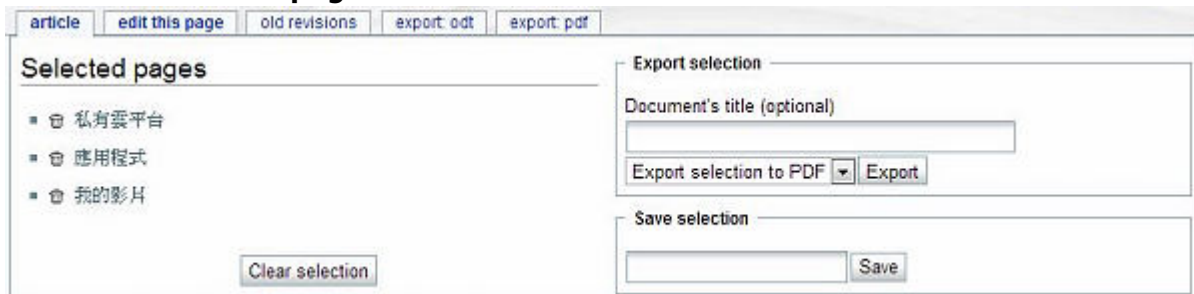 article edit this page old revisions export: odt export: pdf
Selected pages
私有雲平台
應用程式
我的影片
Clear selection
Export selection
Document's title (optional)
Export selection to PDF Export
Save selection
Save